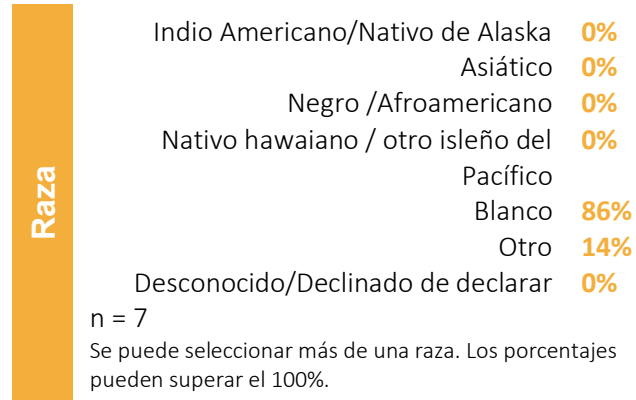 Raza
Indio Americano/Nativo de Alaska 0%
Asiático 0%
Negro /Afroamericano 0%
Nativo hawaiano / otro isleño del 0%
Pacífico
Blanco 86%
Otro 14%
Desconocido/Declinado de declarar 0%
n = 7
Se puede seleccionar más de una raza. Los porcentajes
pueden superar el 100%.